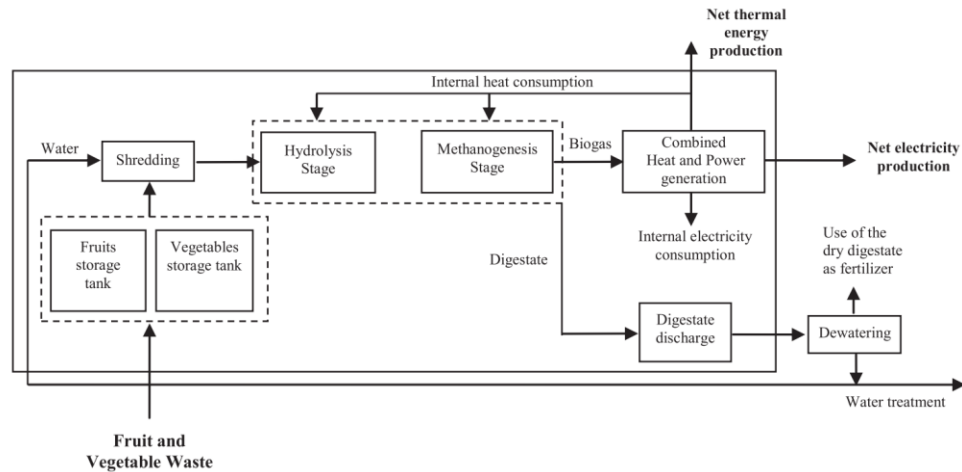 Net thermal
energy
production
Internal heat consumption
Water
Shredding
Hydrolysis
Stage
Methanogenesis
Stage
Biogas
Combined
Heat and Power
generation
Net electricity
production
Fruits
storage
tank
Vegetables
storage tank
Digestate
Internal electricity
consumption
Use of the
dry digestate
as fertilizer
Digestate
discharge
Dewatering
Water treatment
Fruit and
Vegetable Waste